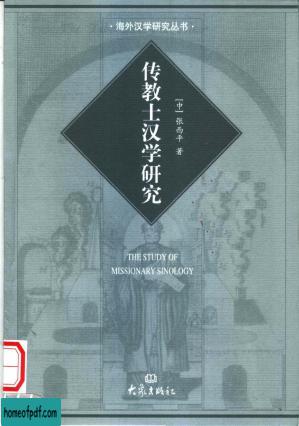 ·海外汉学研究丛书·
传教士汉学研究
[中]张西平 著
THE STUDY OF
MISSIONARY SINOLOGY
大象出版社
homeofpdf.com